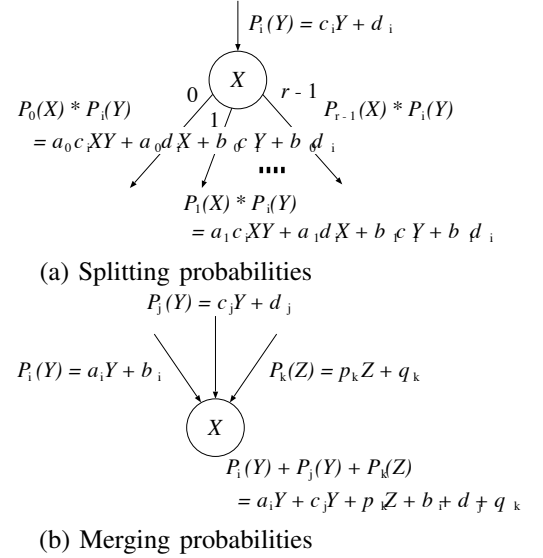 P_i(Y) = c_iY + d_i
X
0
1
r - 1
P_0(X) * P_i(Y)
= a_0c_iXY + a_0d_iX + b_0c_iY + b_0d_i
P_{r-1}(X) * P_i(Y)
P_1(X) * P_i(Y)
= a_1c_iXY + a_1d_iX + b_1c_iY + b_1d_i
(a) Splitting probabilities
P_j(Y) = c_jY + d_j
P_i(Y) = a_iY + b_i
P_k(Z) = p_kZ + q_k
X
P_i(Y) + P_j(Y) + P_k(Z)
= a_iY + c_jY + p_kZ + b_i + d_j + q_k
(b) Merging probabilities